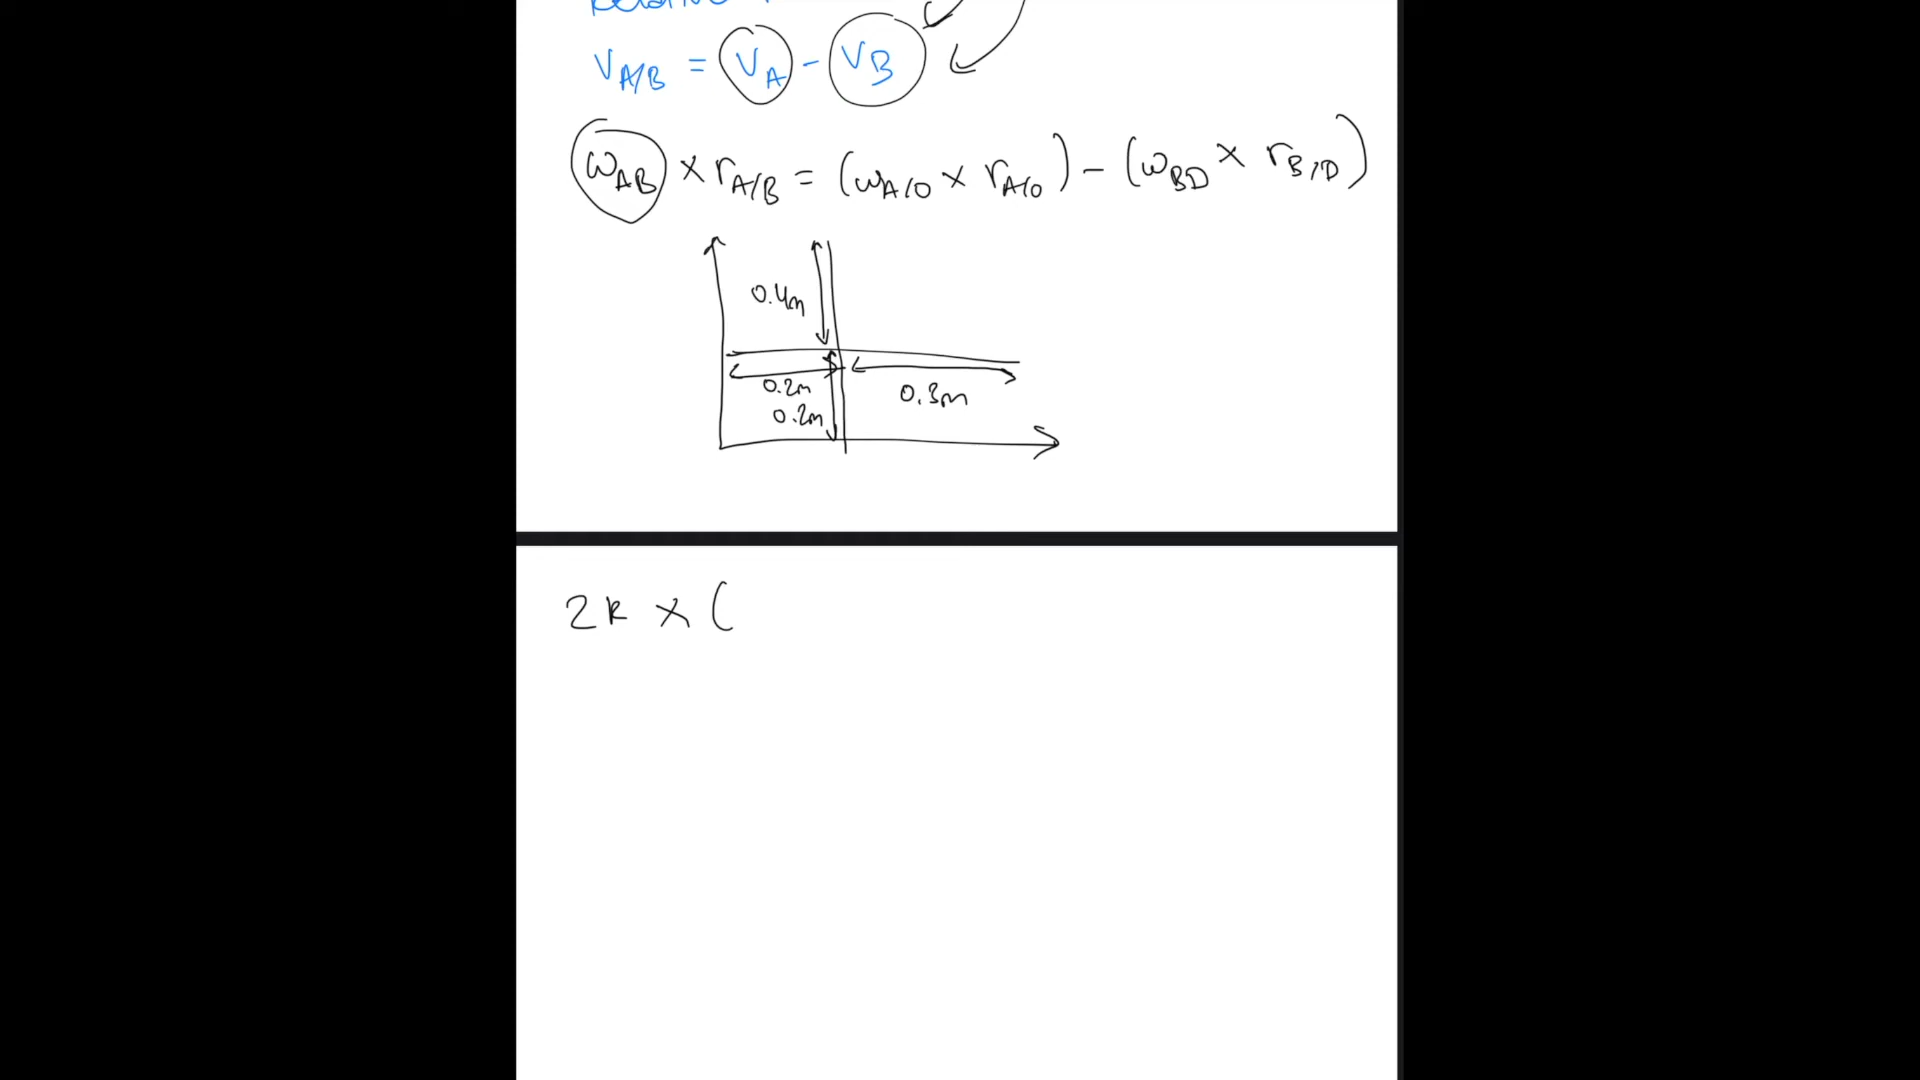 V_A/B = V_A - V_B
ω_AB × r_A/B = (ω_A/O × r_A/O) - (ω_BD × r_B/D)
0.4m
0.2m
0.3m
0.2m
2k × (